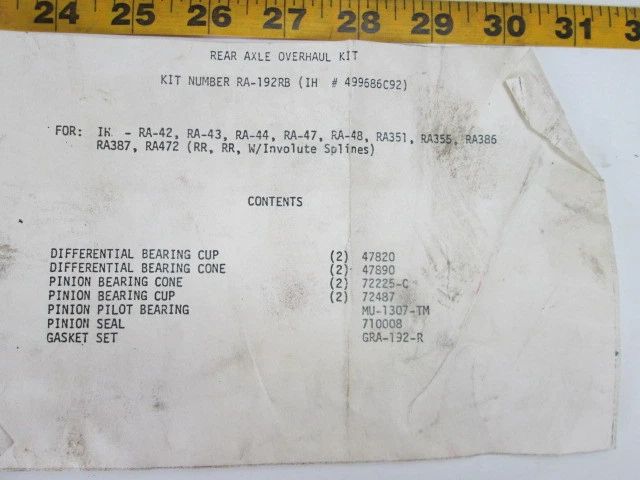 24 25 26 27 28 29 30 31
REAR AXLE OVERHAUL KIT
KIT NUMBER RA-192RB (IH # 499686C92)
FOR: IH - RA-42, RA-43, RA-44, RA-47, RA-48, RA351, RA355, RA386
RA387, RA472 (RR, RR, W/Involute Splines)
CONTENTS
DIFFERENTIAL BEARING CUP (2) 47820
DIFFERENTIAL BEARING CONE (2) 47890
PINION BEARING CONE (2) 72225-C
PINION BEARING CUP (2) 72487
PINION PILOT BEARING MU-1307-TM
PINION SEAL 710008
GASKET SET GRA-192-R